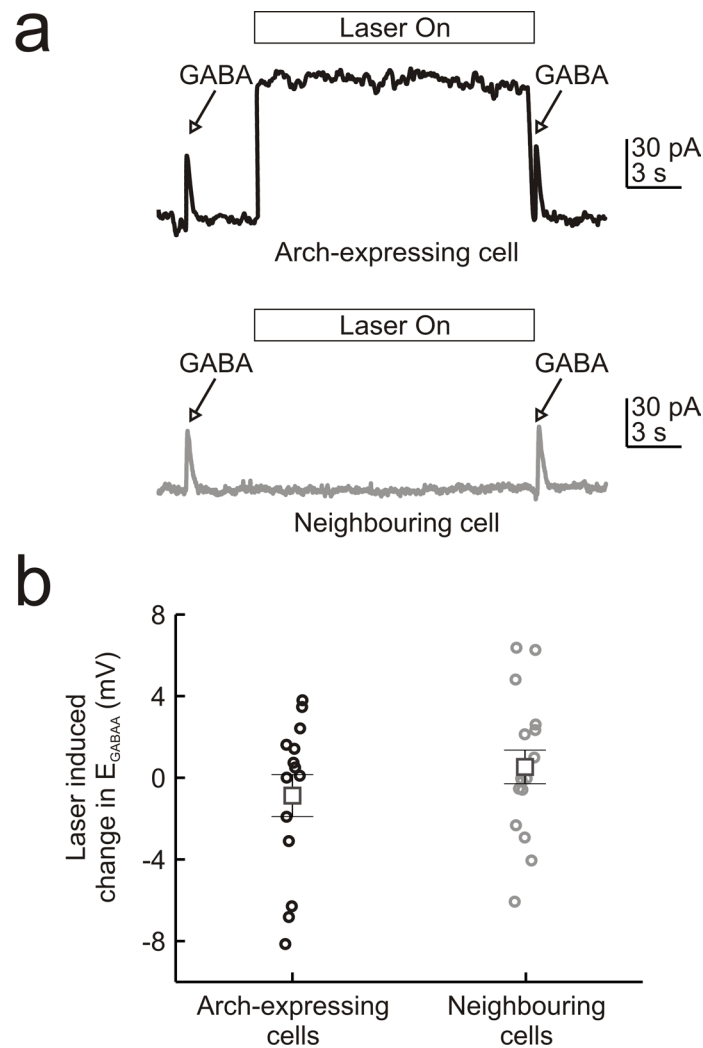 a
Laser On
GABA
GABA
30 pA
3 s
Arch-expressing cell
Laser On
GABA
GABA
30 pA
3 s
Neighbouring cell
b
8
4
0
-4
-8
Laser induced
change in EGABAA (mV)
Arch-expressing
cells
Neighbouring
cells